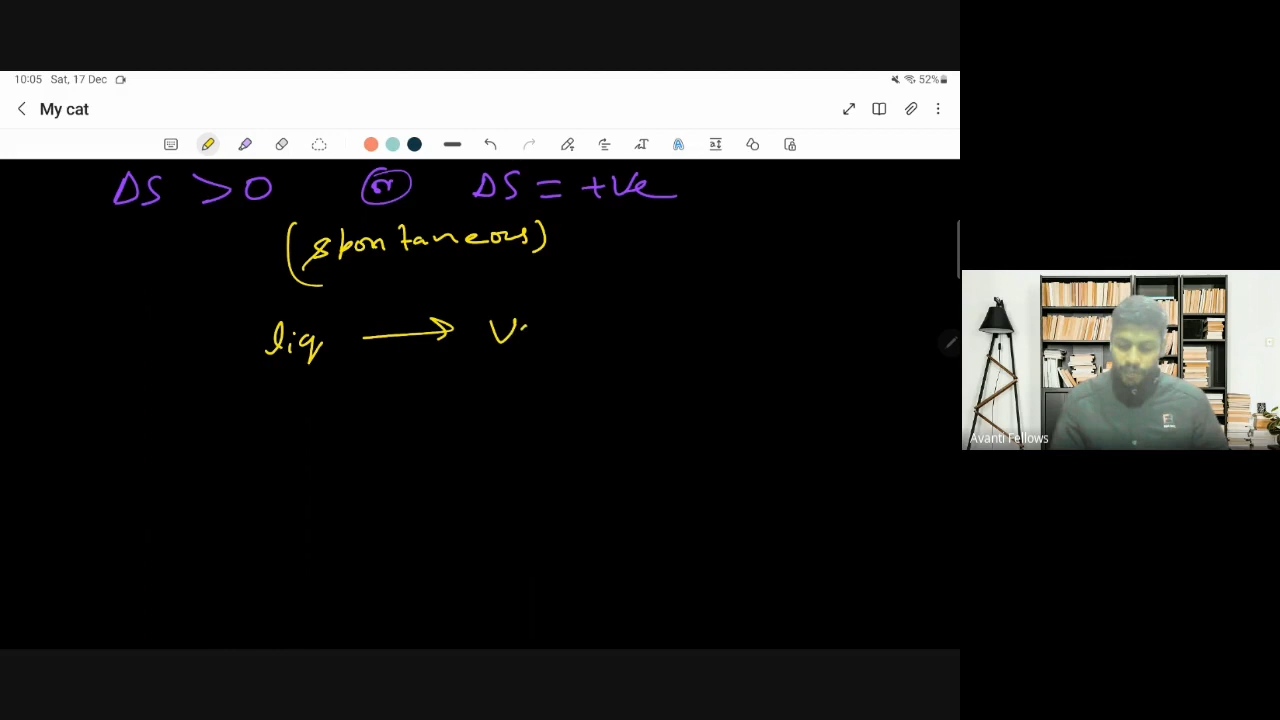 10:05 Sat, 17 Dec 52%
My cat
ΔS > 0 or ΔS = +ve
(spontaneous)
liq → V
Avanti Fellows